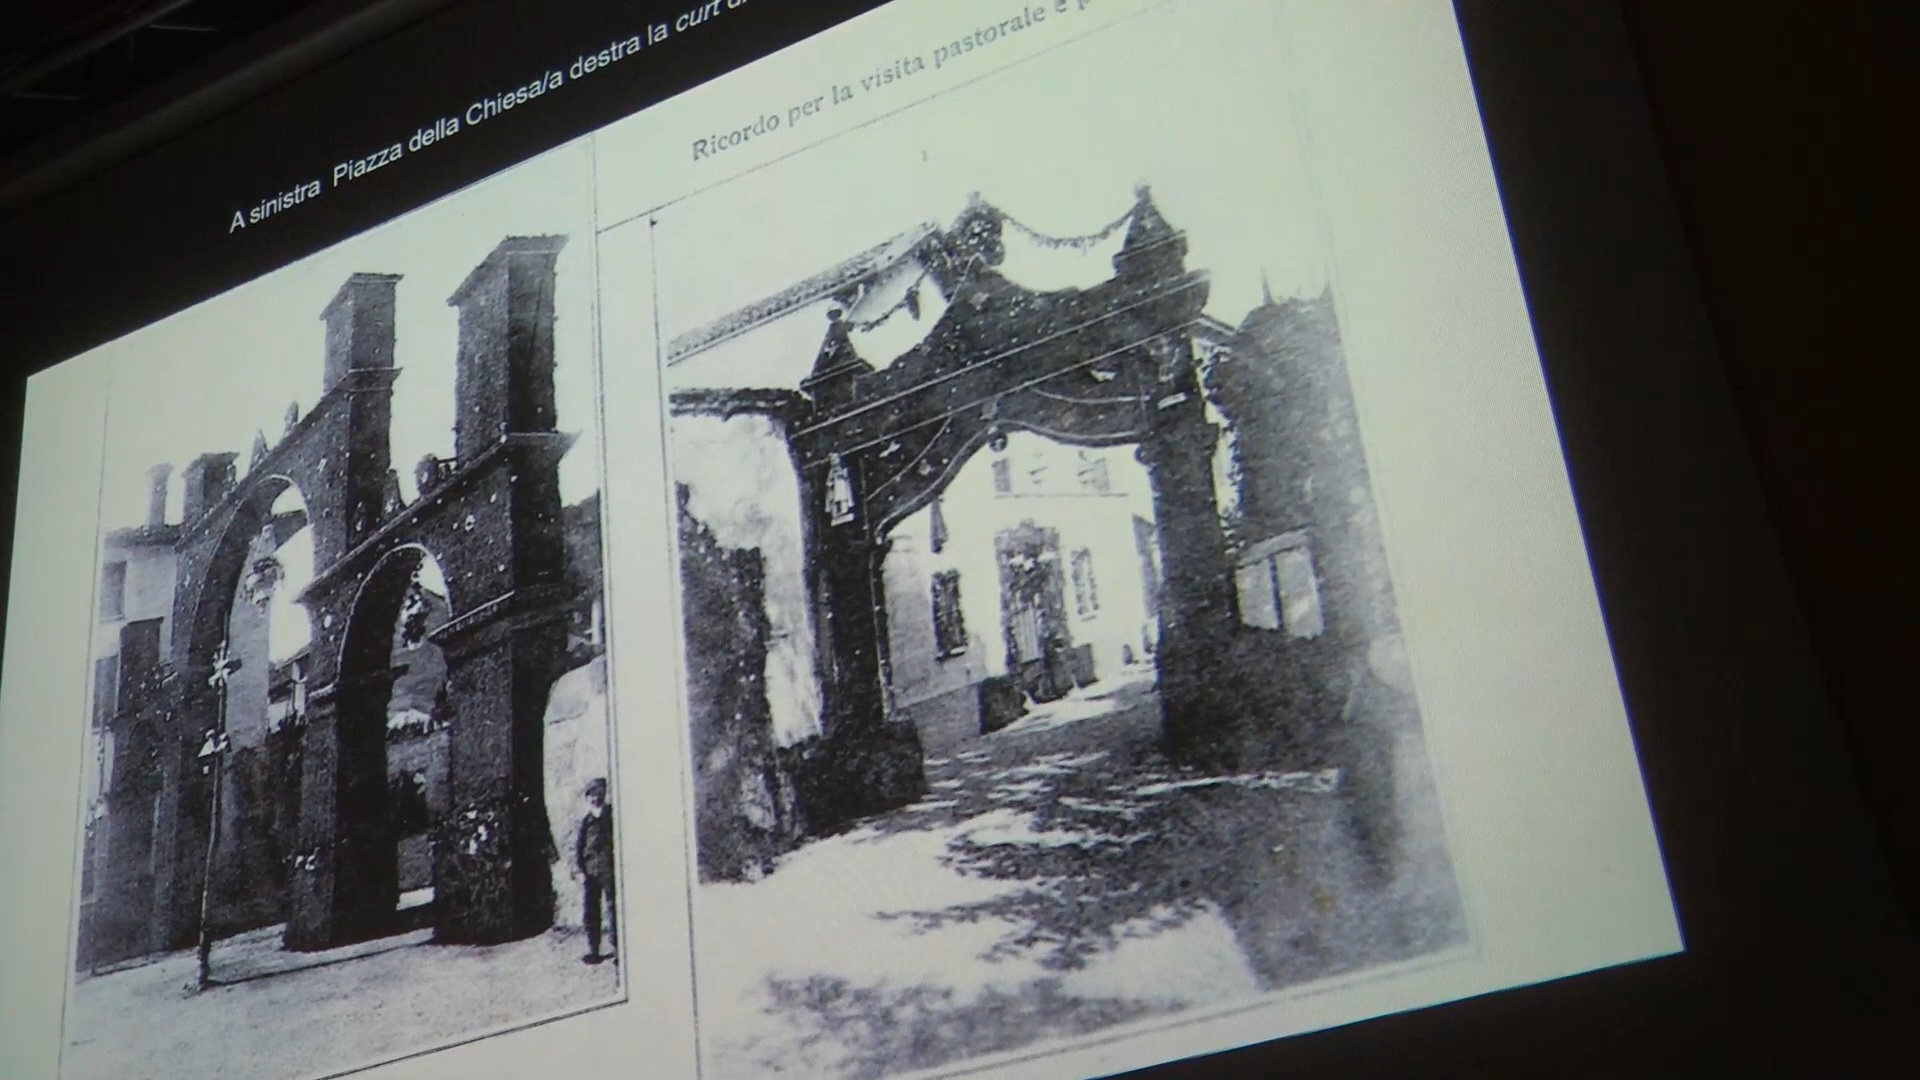 A sinistra Piazza della Chiesa/a destra la curt
Ricordo per la visita pastorale e